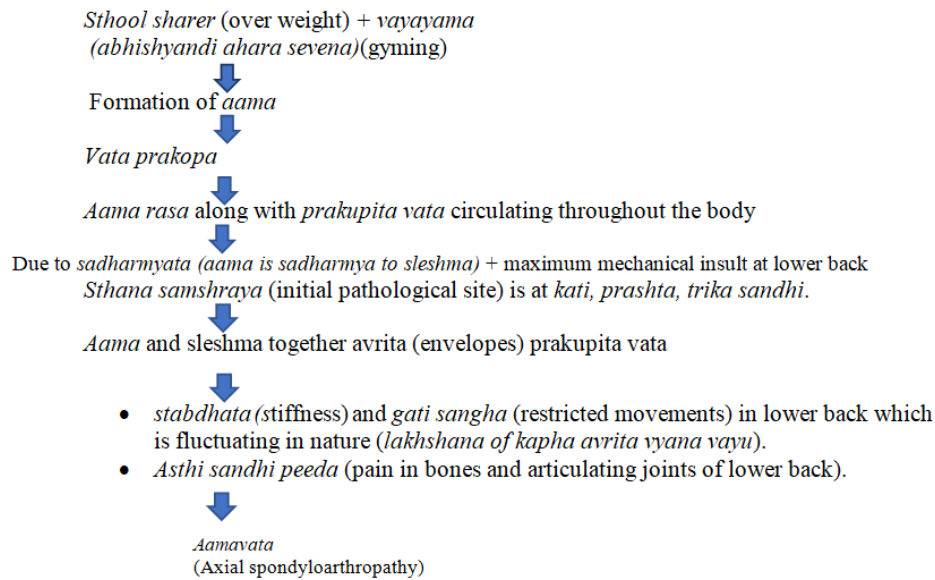 Sthool sharer (over weight) + vayayama
(abhishyandi ahara sevena)(gyming)
Formation of aama
Vata prakopa
Aama rasa along with prakupita vata circulating throughout the body
Due to sadharmyata (aama is sadharmya to sleshma) + maximum mechanical insult at lower back
Sthana samshraya (initial pathological site) is at kati, prashta, trika sandhi.
Aama and sleshma together avrita (envelopes) prakupita vata
• stabdhata (stiffness) and gati sangha (restricted movements) in lower back which
is fluctuating in nature (lakhshana of kapha avrita vyana vayu).
• Asthi sandhi peeda (pain in bones and articulating joints of lower back).
Aamavata
(Axial spondyloarthropathy)